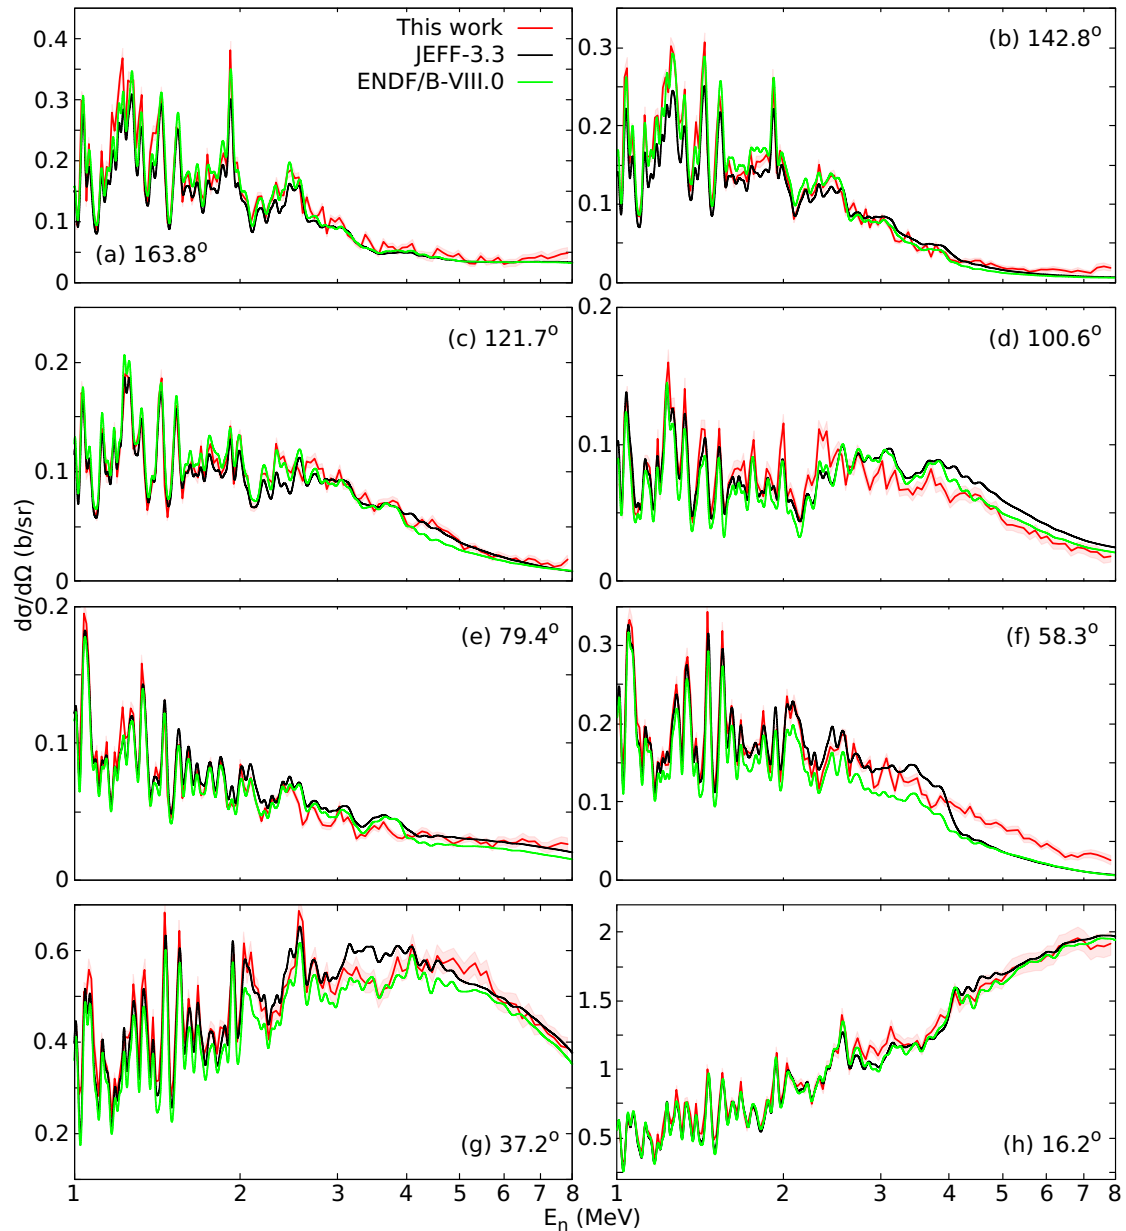 This work
JEFF-3.3
ENDF/B-VIII.0
0.4
0.3
0.2
0.1
0
(a) 163.8°
0.3
0.2
0.1
0
(b) 142.8°
0.2
0.1
0
(c) 121.7°
0.2
0.1
0
(d) 100.6°
dσ/dΩ (b/sr)
0.2
0.1
0
(e) 79.4°
0.3
0.2
0.1
0
(f) 58.3°
0.6
0.4
0.2
(g) 37.2°
1 2 3 4 5 6 7 8
2
1.5
1
0.5
(h) 16.2°
1 2 3 4 5 6 7 8
Eₙ (MeV)